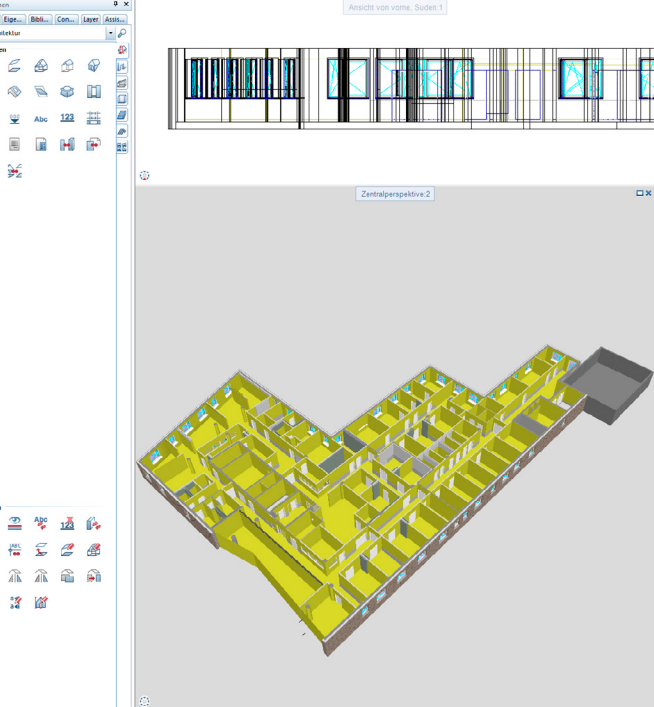 nen
Eige... Bibli... Con... Layer Assis...
itektur
en
Abc 123
Abc 123
Ansicht von vorne, Süden:1
Zentralperspektive:2